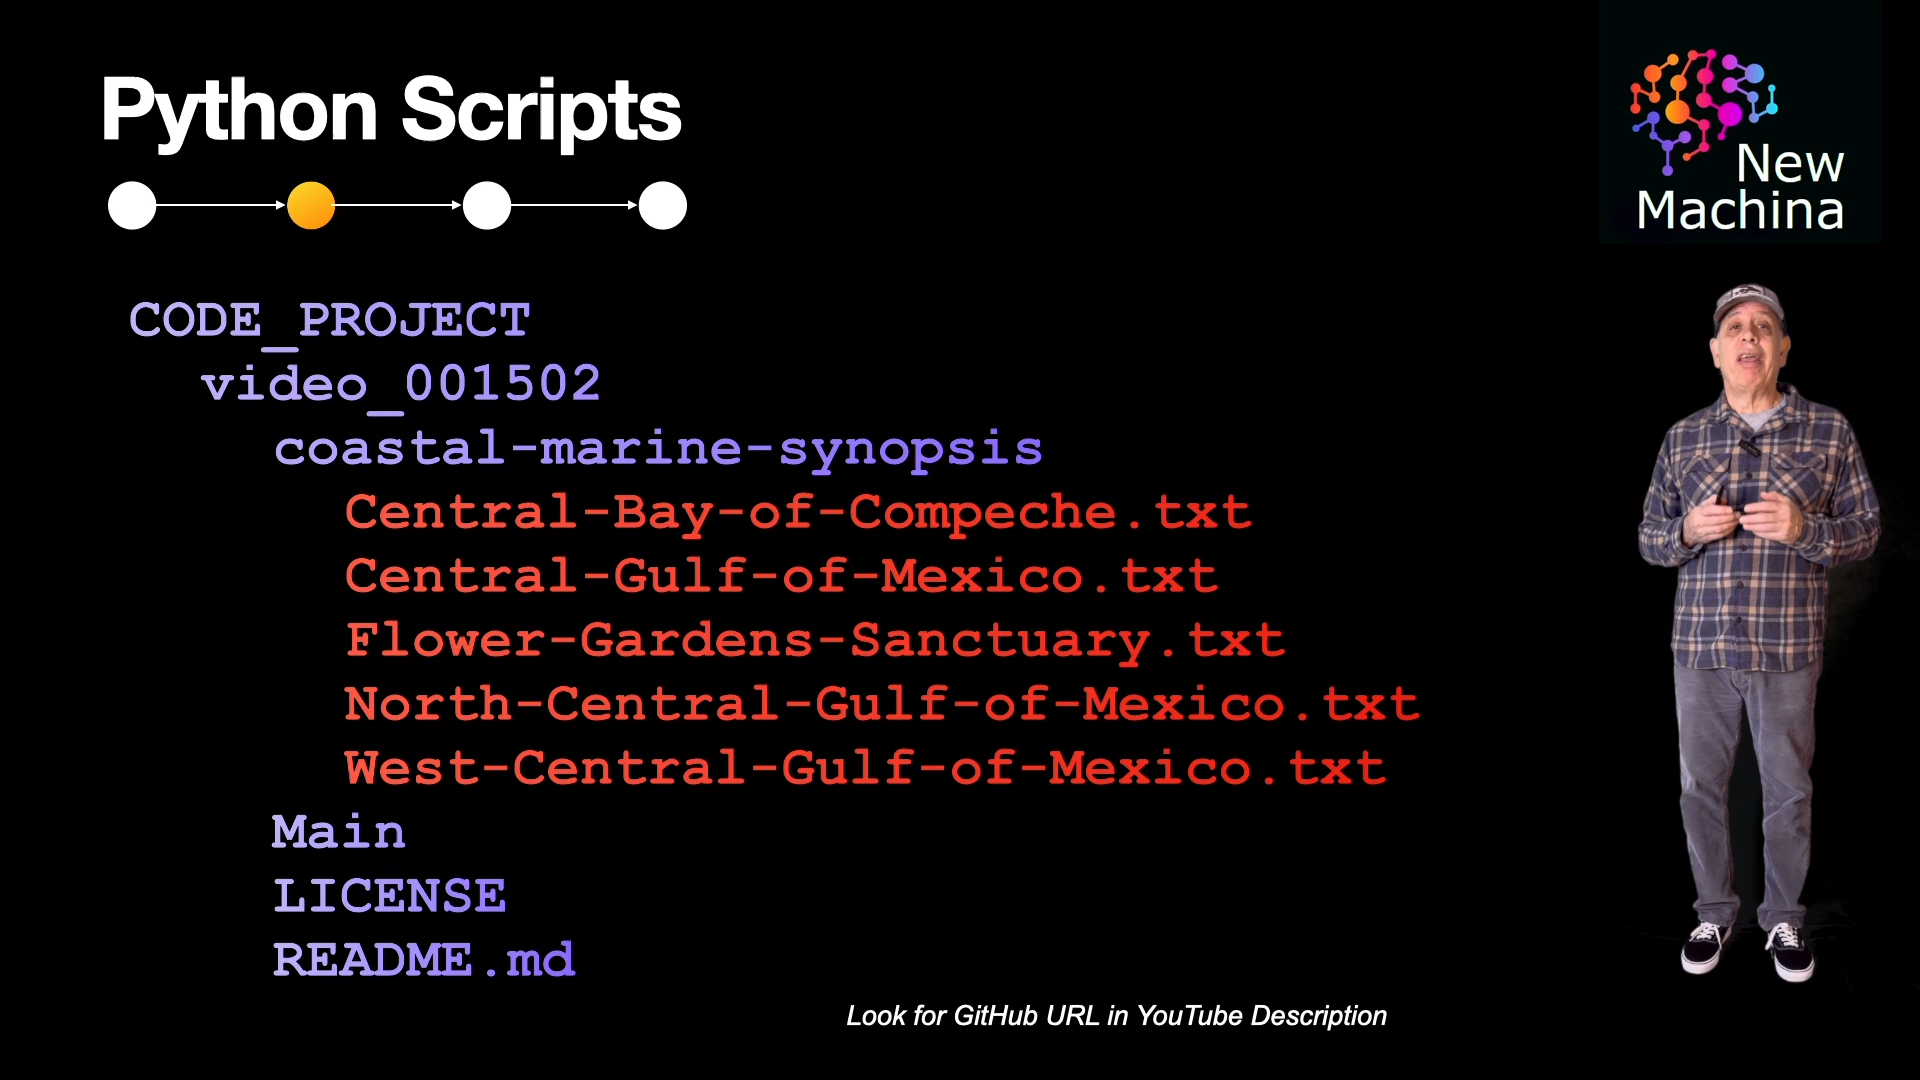 Python Scripts
New
Machina
CODE_PROJECT
video_001502
coastal-marine-synopsis
Central-Bay-of-Compeche.txt
Central-Gulf-of-Mexico.txt
Flower-Gardens-Sanctuary.txt
North-Central-Gulf-of-Mexico.txt
West-Central-Gulf-of-Mexico.txt
Main
LICENSE
README.md
Look for GitHub URL in YouTube Description